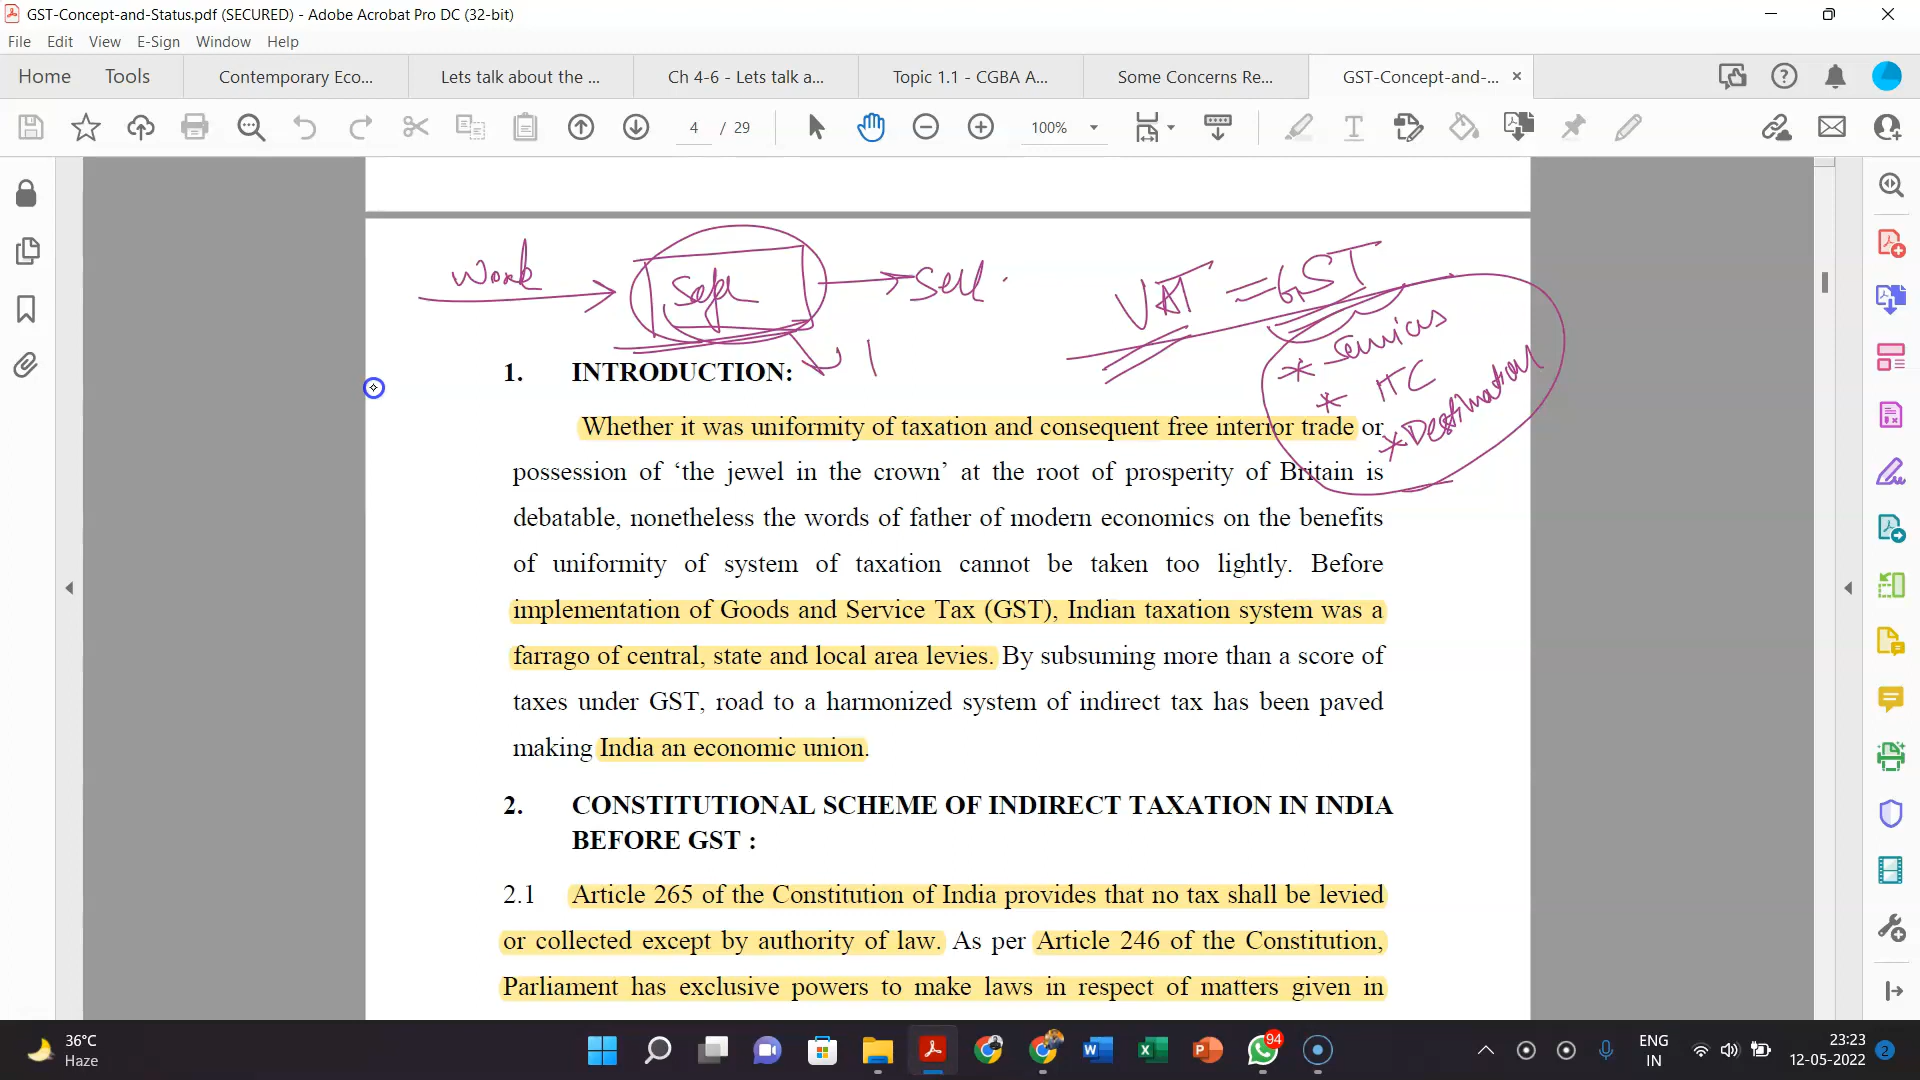 GST-Concept-and-Status.pdf (SECURED) - Adobe Acrobat Pro DC (32-bit)
File Edit View E-Sign Window Help
Home Tools Contemporary Eco... Lets talk about the ... Ch 4-6 - Lets talk a... Topic 1.1 - CGBA A... Some Concerns Re... GST-Concept-and-...
4 / 29 100%
Work → → Sell
VAT = GST
* Services
* ITC
* Destination
1. INTRODUCTION:
Whether it was uniformity of taxation and consequent free interior trade or
possession of ‘the jewel in the crown’ at the root of prosperity of Britain is
debatable, nonetheless the words of father of modern economics on the benefits
of uniformity of system of taxation cannot be taken too lightly. Before
implementation of Goods and Service Tax (GST), Indian taxation system was a
farrago of central, state and local area levies. By subsuming more than a score of
taxes under GST, road to a harmonized system of indirect tax has been paved
making India an economic union.
2. CONSTITUTIONAL SCHEME OF INDIRECT TAXATION IN INDIA
BEFORE GST :
2.1 Article 265 of the Constitution of India provides that no tax shall be levied
or collected except by authority of law. As per Article 246 of the Constitution,
Parliament has exclusive powers to make laws in respect of matters given in
36°C
Haze
94
ENG
IN
23:23
12-05-2022
2